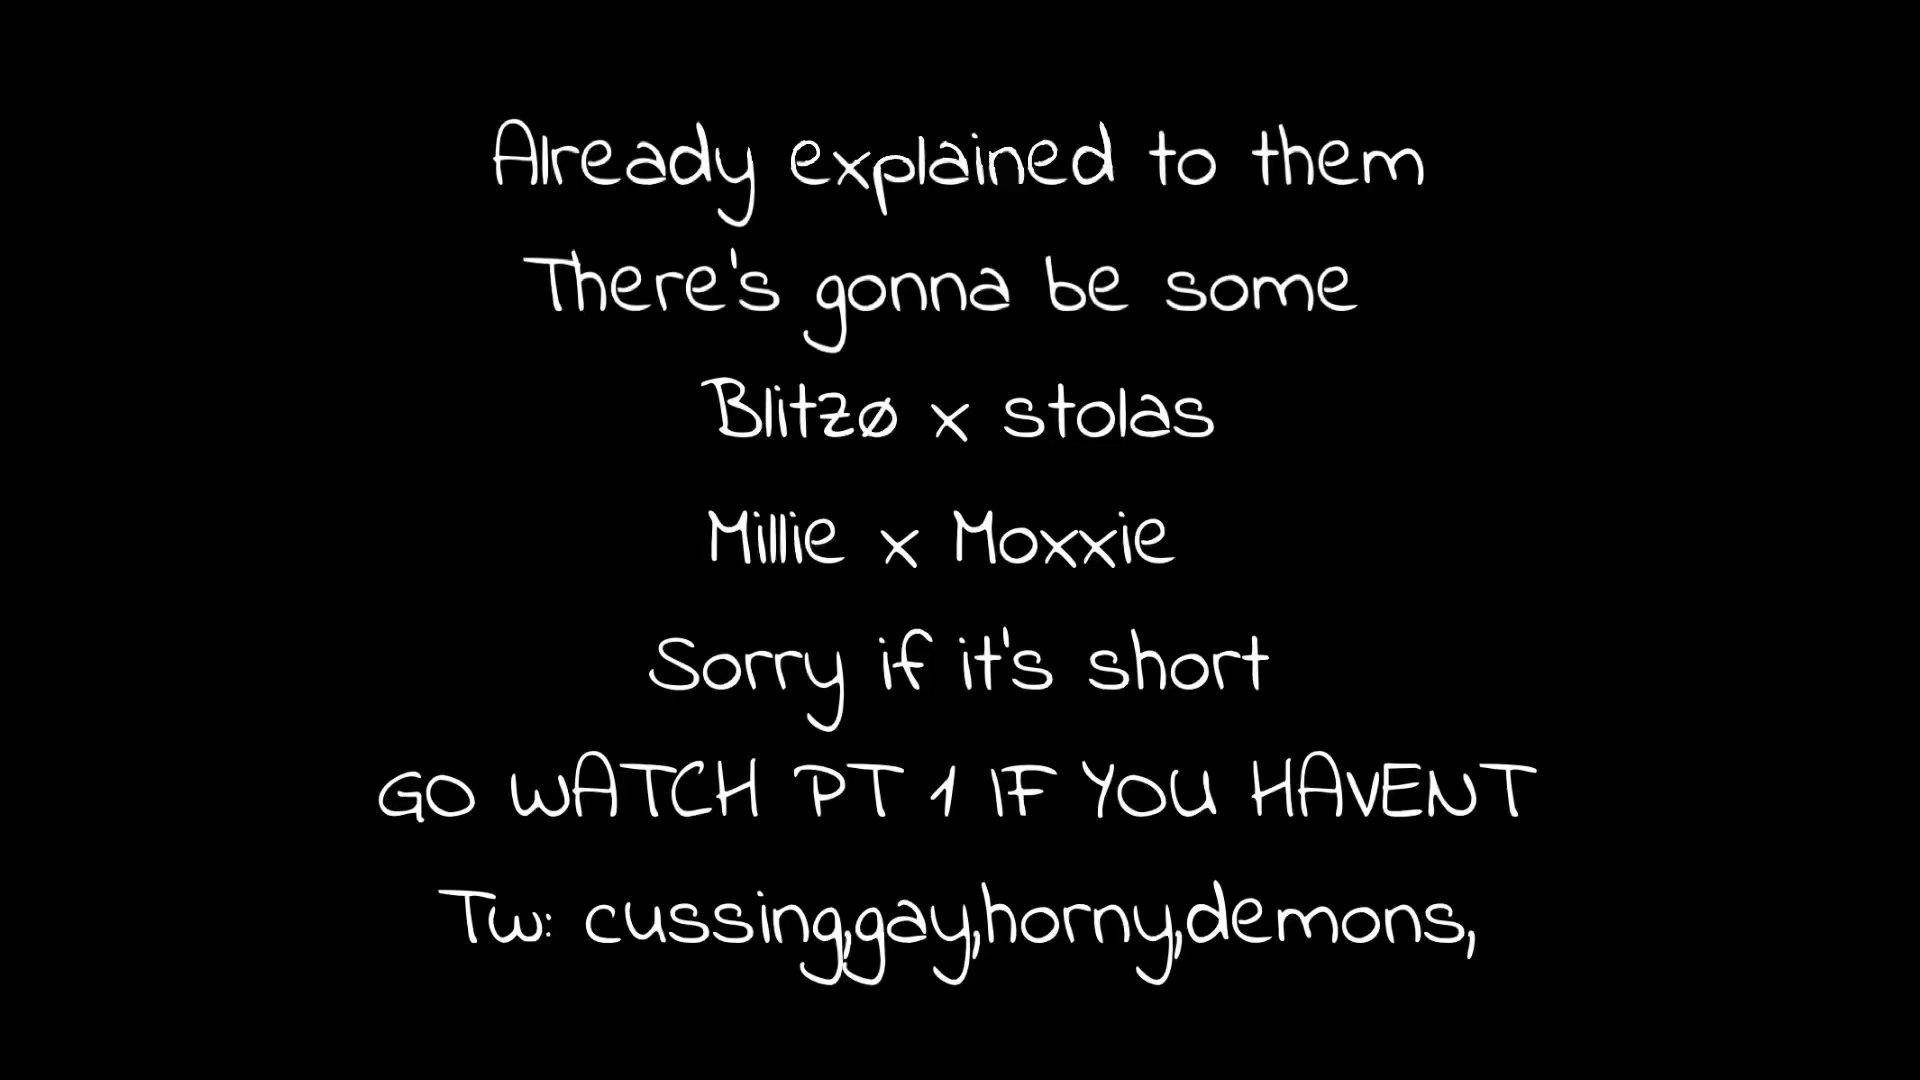 Already explained to them
There's gonna be some
Blitzø x stolas
Millie x Moxxie
Sorry if it's short
GO WATCH PT 1 IF YOU HAVENT
Tw: cussing,gay,horny,demons,